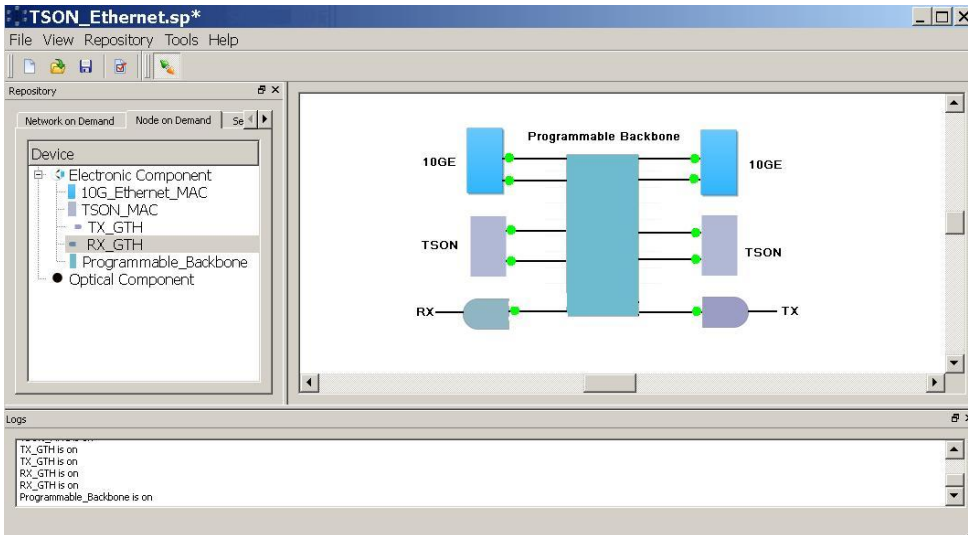 TSON_Ethernet.sp*
File View Repository Tools Help
Repository
Network on Demand Node on Demand Se
Device
Electronic Component
10G_Ethernet_MAC
TSON_MAC
TX_GTH
RX_GTH
Programmable_Backbone
Optical Component
Programmable Backbone
10GE 10GE
TSON TSON
RX TX
Logs
TX_GTH is on
TX_GTH is on
RX_GTH is on
RX_GTH is on
Programmable_Backbone is on